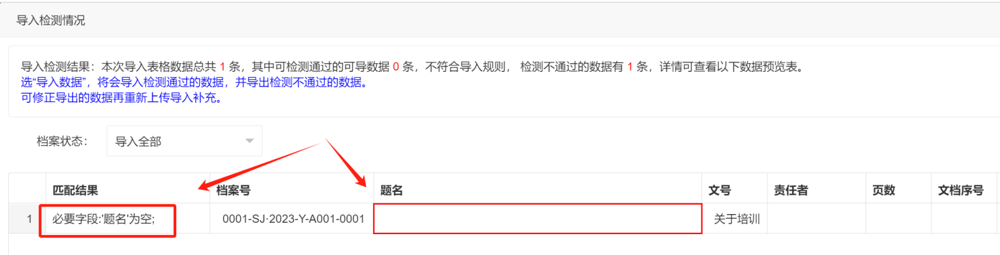 导入检测情况
导入检测结果：本次导入表格数据总共 1 条，其中可检测通过的可导数据 0 条，不符合导入规则， 检测不通过的数据有 1 条，详情可查看以下数据预览表。
选“导入数据”，将会导入检测通过的数据，并导出检测不通过的数据。
可修正导出的数据再重新上传导入补充。
档案状态： 导入全部
匹配结果 档案号 题名 文号 责任者 页数 文档序号
1 必要字段:'题名'为空; 0001-SJ·2023-Y-A001-0001 关于培训